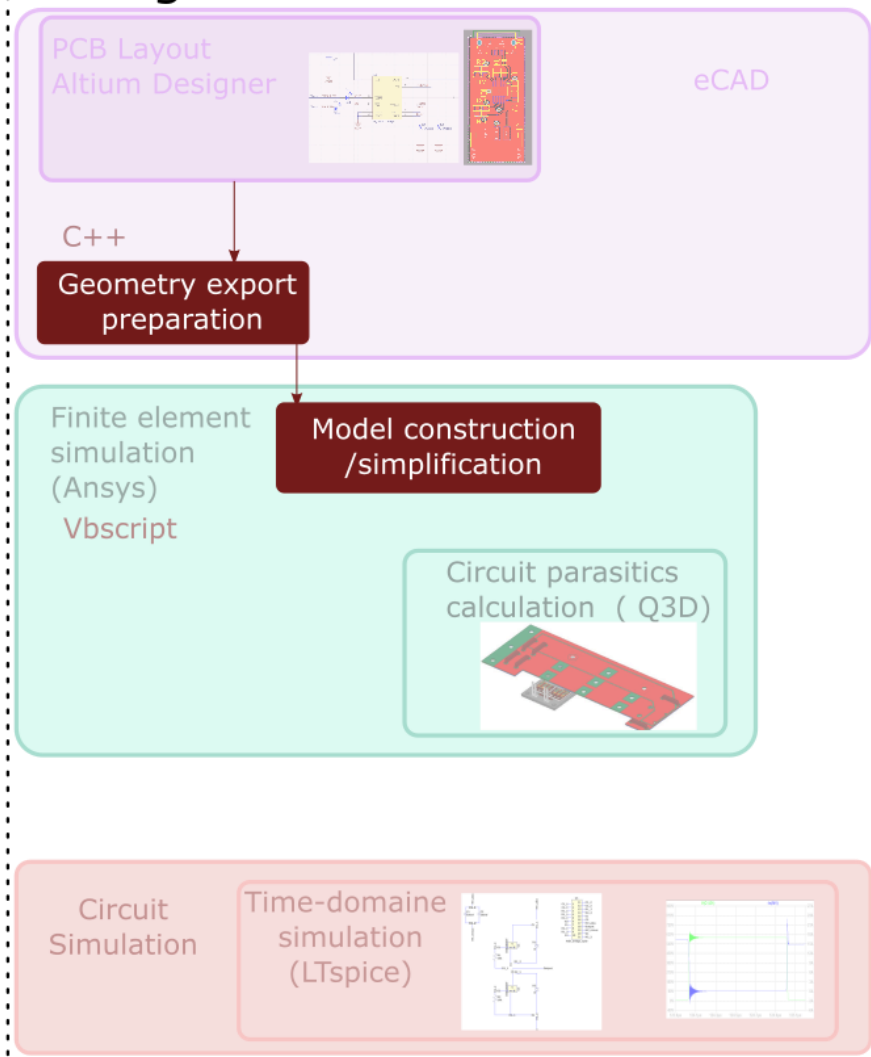 PCB Layout
Altium Designer
eCAD
C++
Geometry export
preparation
Finite element
simulation
(Ansys)
Vbscript
Model construction
/simplification
Circuit parasitics
calculation ( Q3D)
Circuit
Simulation
Time-domaine
simulation
(LTspice)